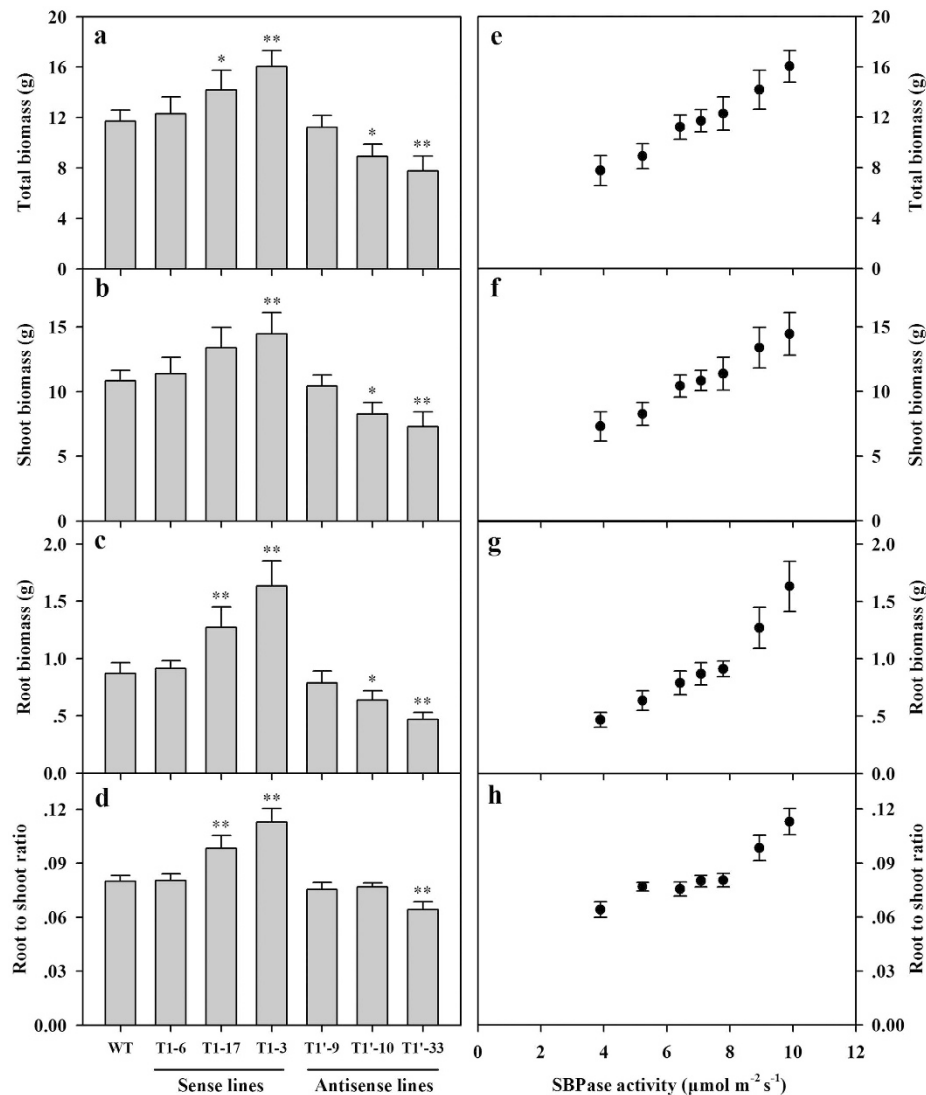 a
**
*
*
**
Total biomass (g)
20
16
12
8
4
0
b
**
*
**
Shoot biomass (g)
15
10
5
0
c
**
**
*
**
Root biomass (g)
2.0
1.5
1.0
.5
0.0
d
**
**
**
Root to shoot ratio
.12
.09
.06
.03
0.00
WT T1-6 T1-17 T1-3 T1'-9 T1'-10 T1'-33
Sense lines Antisense lines
e
20
16
12
8
4
0
Total biomass (g)
f
15
10
5
0
Shoot biomass (g)
g
2.0
1.5
1.0
.5
0.0
Root biomass (g)
h
.12
.09
.06
.03
0.00
Root to shoot ratio
0 2 4 6 8 10 12
SBPase activity (µmol m⁻² s⁻¹)